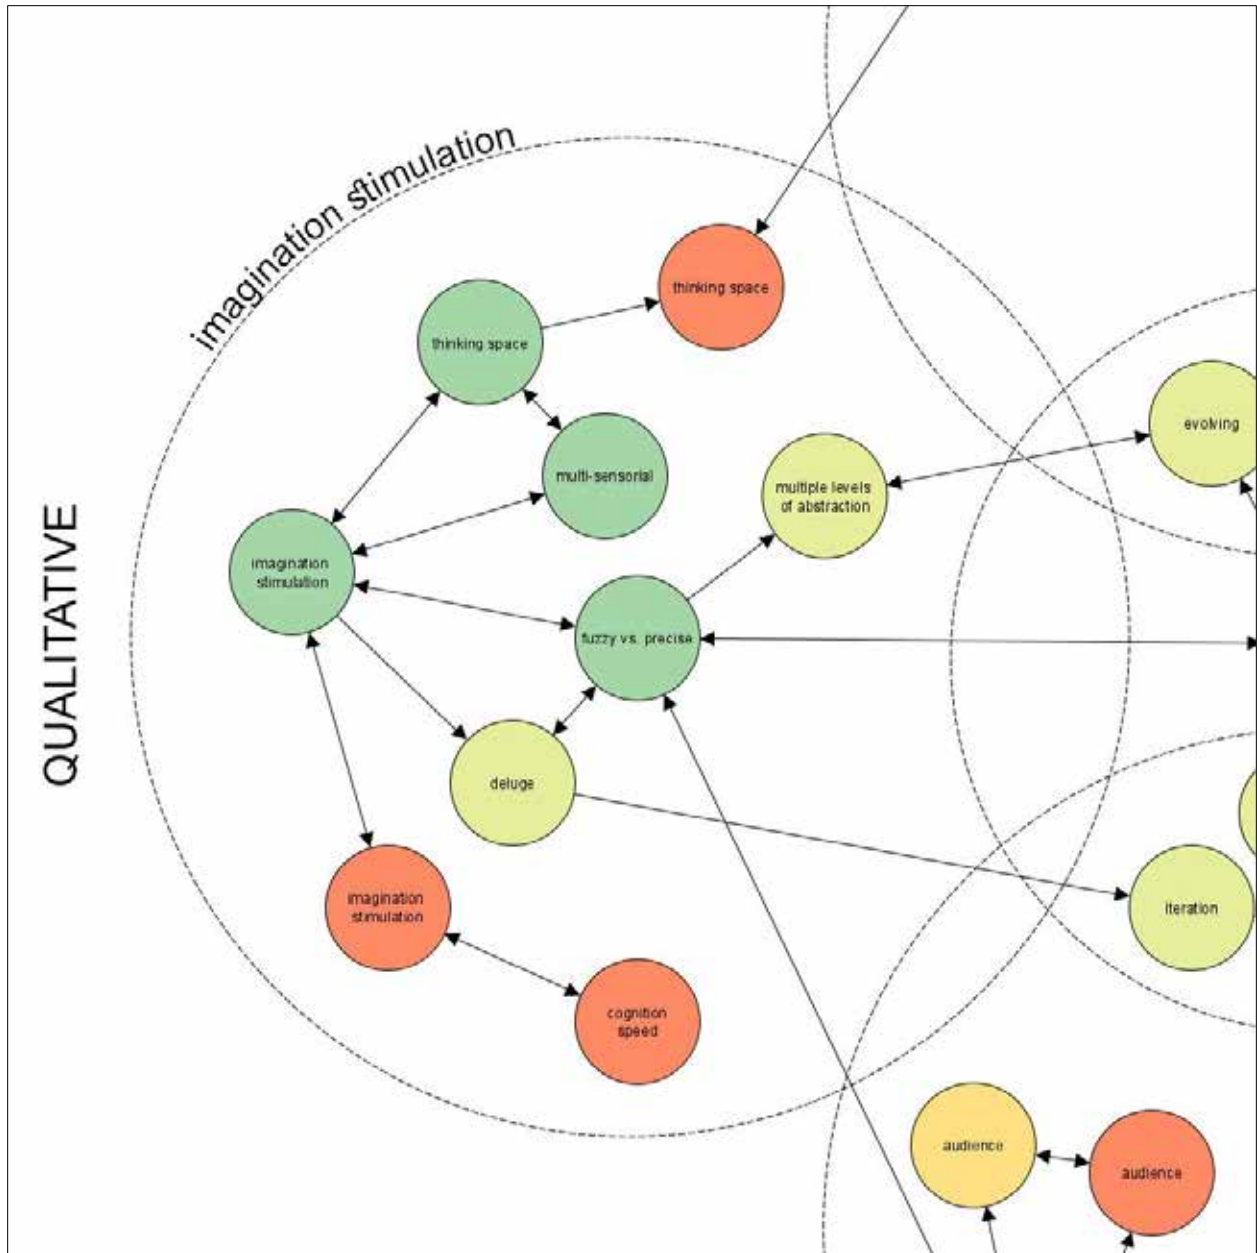 imagination stimulation
thinking space
thinking space
multi-sensorial
multiple levels
of abstraction
evolving
QUALITATIVE
imagination
stimulation
fuzzy vs. precise
deluge
imagination
stimulation
iteration
cognition
speed
audience
audience